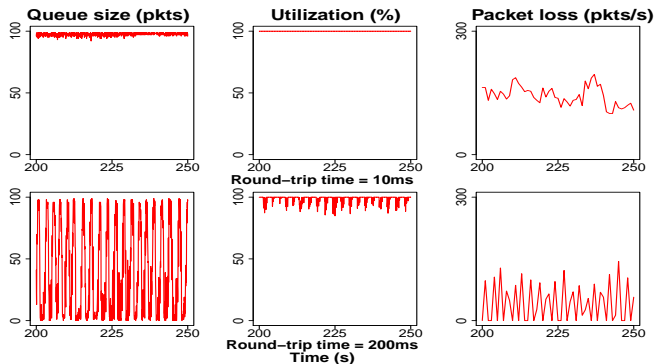 Queue size (pkts) Utilization (%) Packet loss (pkts/s)
100 100 300
50 50
0 0 0
200 225 250 200 225 250 200 225 250
Round−trip time = 10ms
100 100 300
50 50
0 0 0
200 225 250 200 225 250 200 225 250
Round−trip time = 200ms
Time (s)